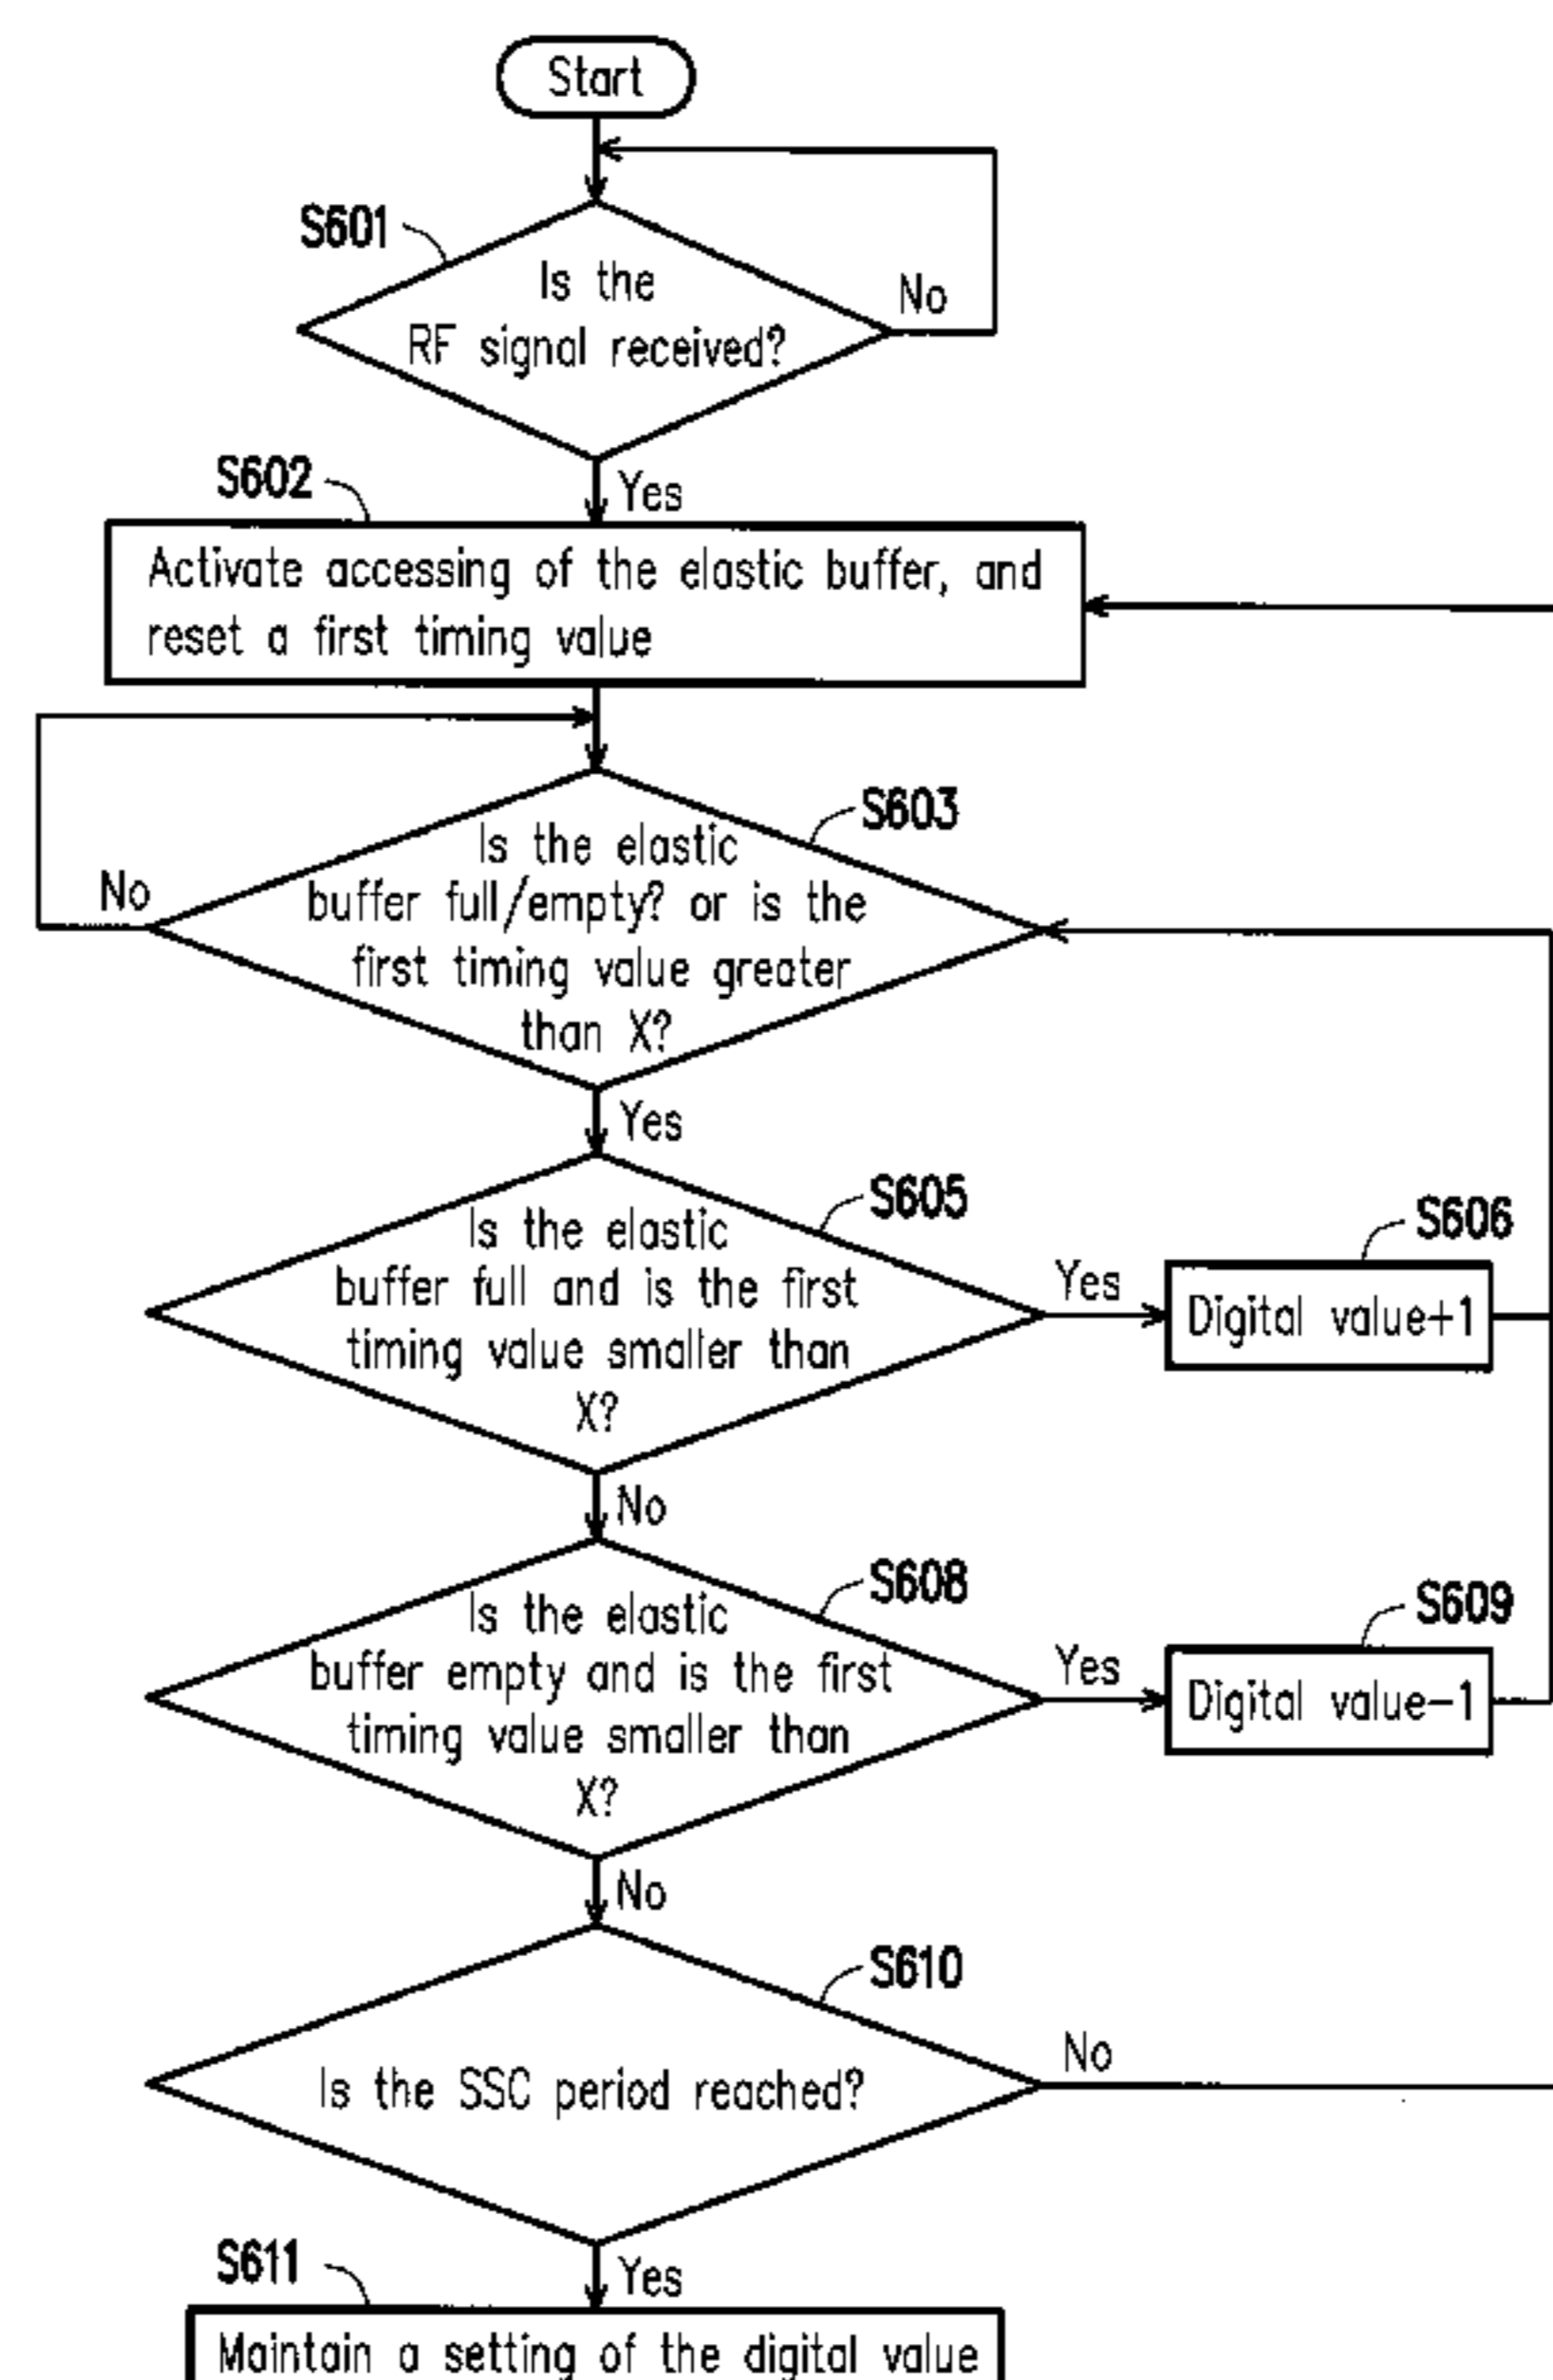 Start
S601
Is the
RF signal received?
No
Yes
S602
Activate accessing of the elastic buffer, and
reset a first timing value
S603
Is the elastic
buffer full/empty? or is the
first timing value greater
than X?
No
Yes
S605
Is the elastic
buffer full and is the first
timing value smaller than
X?
Yes
S606
Digital value+1
No
S608
Is the elastic
buffer empty and is the first
timing value smaller than
X?
Yes
S609
Digital value-1
No
S610
Is the SSC period reached?
No
Yes
S611
Maintain a setting of the digital value